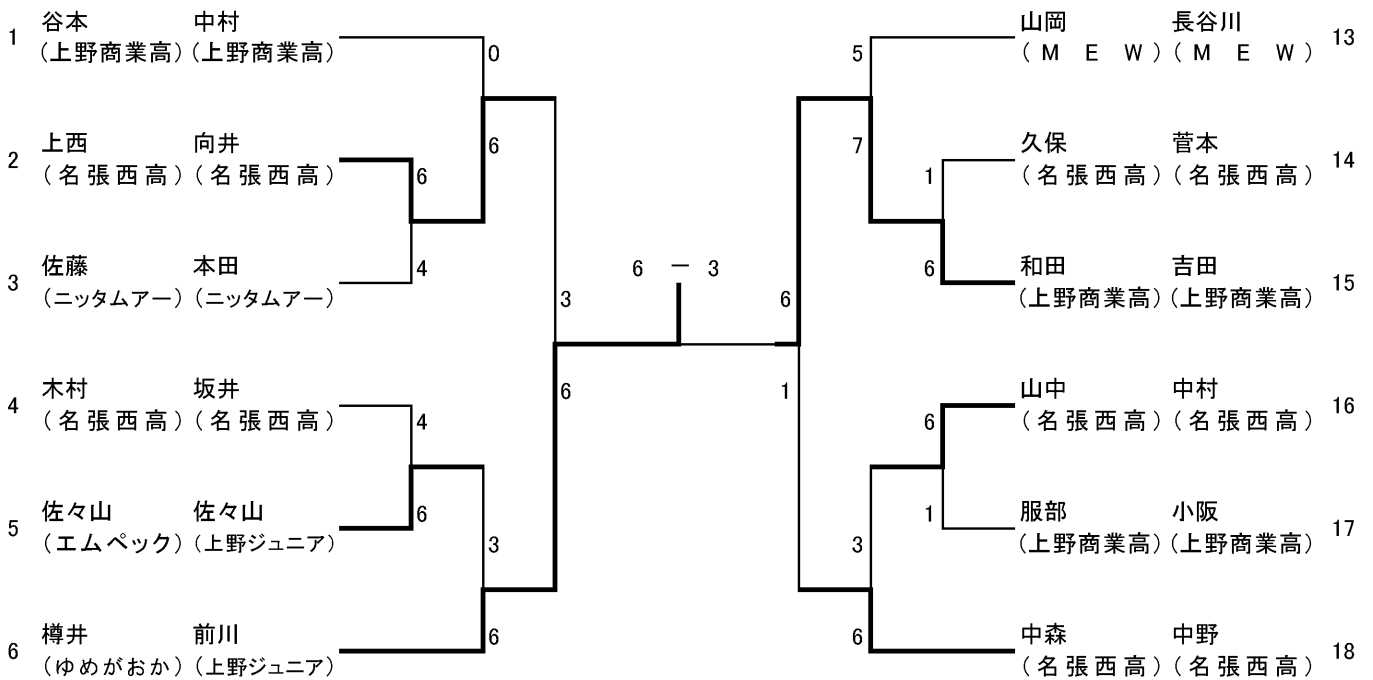 1 谷本 中村
(上野商業高) (上野商業高)
0
2 上西 向井
(名張西高) (名張西高)
6
6
3 佐藤 本田
(ニッタムアー) (ニッタムアー)
4
3
4 木村 坂井
(名張西高) (名張西高)
4
6
5 佐々山 佐々山
(エムペック) (上野ジュニア)
6
3
6 樽井 前川
(ゆめがおか) (上野ジュニア)
6
6 － 3
山岡 長谷川 13
(M E W) (M E W)
5
7
久保 菅本 14
(名張西高) (名張西高)
1
和田 吉田 15
(上野商業高) (上野商業高)
6
6
山中 中村 16
(名張西高) (名張西高)
6
1
服部 小阪 17
(上野商業高) (上野商業高)
1
3
中森 中野 18
(名張西高) (名張西高)
6